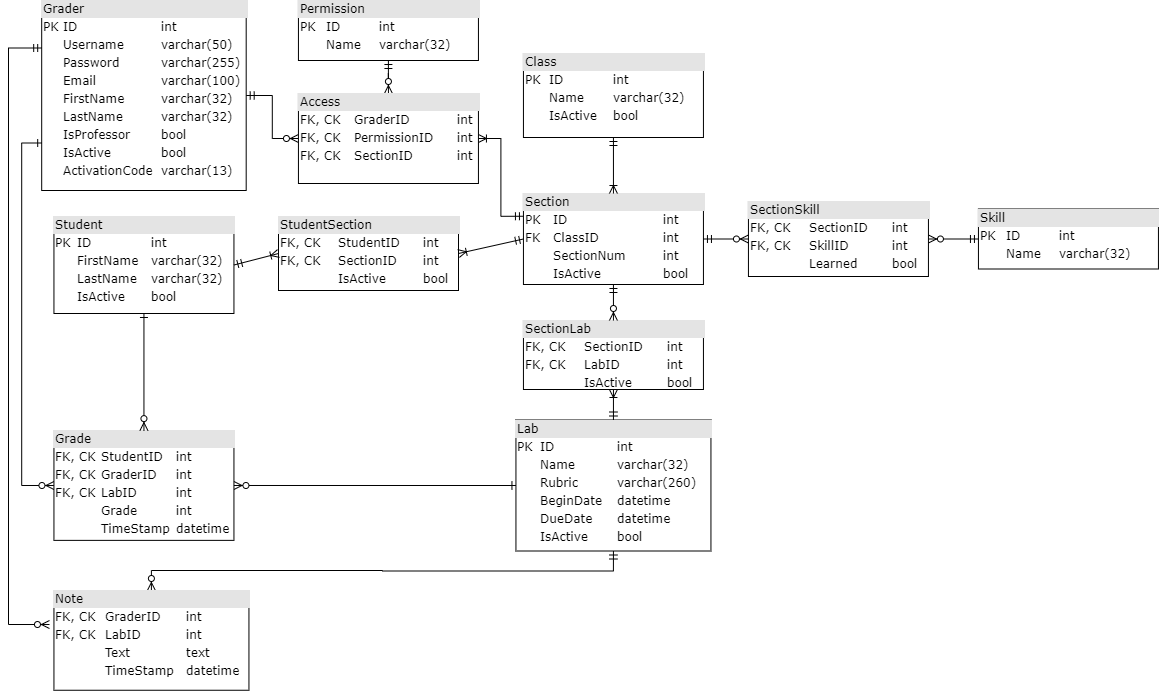 Grader
PK ID int
Username varchar(50)
Password varchar(255)
Email varchar(100)
FirstName varchar(32)
LastName varchar(32)
IsProfessor bool
IsActive bool
ActivationCode varchar(13)
Permission
PK ID int
Name varchar(32)
Access
FK, CK GraderID int
FK, CK PermissionID int
FK, CK SectionID int
Class
PK ID int
Name varchar(32)
IsActive bool
Student
PK ID int
FirstName varchar(32)
LastName varchar(32)
IsActive bool
StudentSection
FK, CK StudentID int
FK, CK SectionID int
IsActive bool
Section
PK ID int
FK ClassID int
SectionNum int
IsActive bool
SectionSkill
FK, CK SectionID int
FK, CK SkillID int
Learned bool
Skill
PK ID int
Name varchar(32)
SectionLab
FK, CK SectionID int
FK, CK LabID int
IsActive bool
Grade
FK, CK StudentID int
FK, CK GraderID int
FK, CK LabID int
Grade int
TimeStamp datetime
Lab
PK ID int
Name varchar(32)
Rubric varchar(260)
BeginDate datetime
DueDate datetime
IsActive bool
Note
FK, CK GraderID int
FK, CK LabID int
Text text
TimeStamp datetime